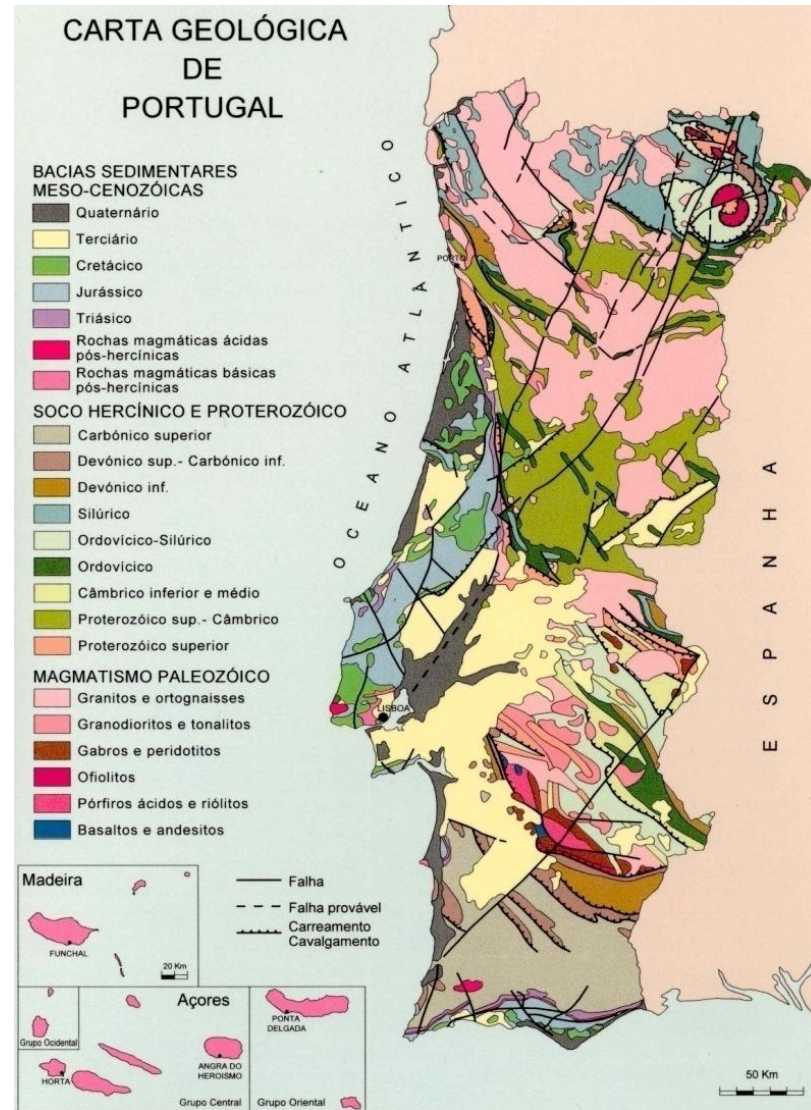 CARTA GEOLÓGICA
DE
PORTUGAL
BACIAS SEDIMENTARES
MESO-CENOZÓICAS
Quaternário
Terciário
Cretácico
Jurássico
Triásico
Rochas magmáticas ácidas
pós-hercínicas
Rochas magmáticas básicas
pós-hercínicas
SOCO HERCÍNICO E PROTEROZÓICO
Carbónico superior
Devónico sup.- Carbónico inf.
Devónico inf.
Silúrico
Ordovícico-Silúrico
Ordovícico
Câmbrico inferior e médio
Proterozóico sup.- Câmbrico
Proterozóico superior
MAGMATISMO PALEOZÓICO
Granitos e ortognaisses
Granodioritos e tonalitos
Gabros e peridotitos
Ofiolitos
Pórfiros ácidos e riólitos
Basaltos e andesitos
OCEANO ATLÂNTICO
PORTO
LISBOA
ESPANHA
Madeira
FUNCHAL
20 Km
Falha
Falha provável
Carreamento
Cavalgamento
Açores
Grupo Ocidental
HORTA
ANGRA DO
HEROISMO
Grupo Central
PONTA
DELGADA
Grupo Oriental
50 Km